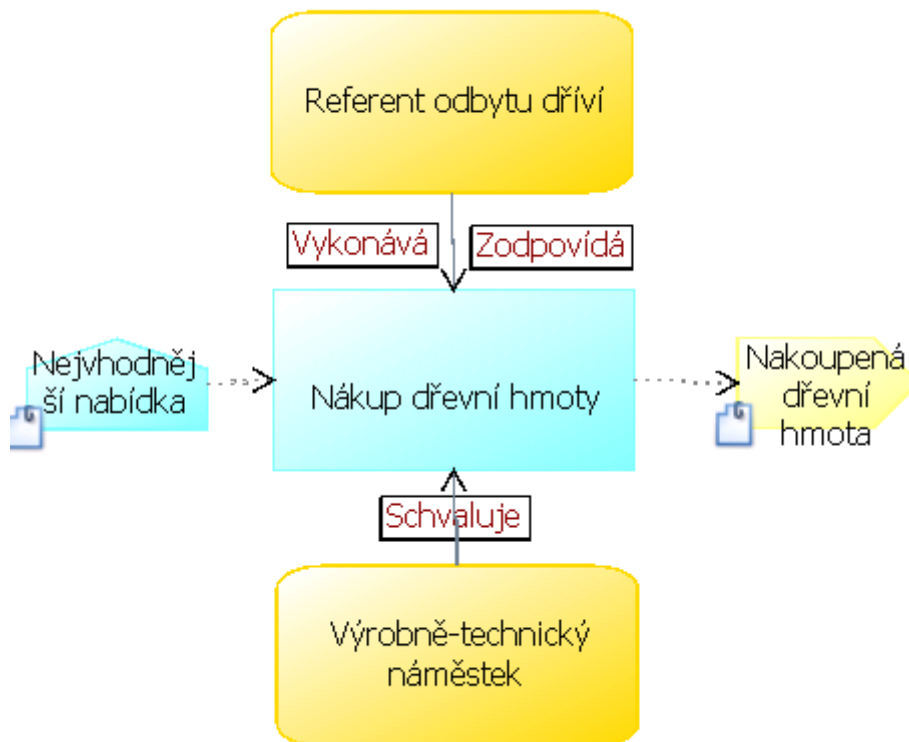 Referent odbytu dříví
Vykonává
Zodpovídá
Nejvhodněj
ší nabídka
Nákup dřevní hmoty
Nakoupená
dřevní
hmota
Schvaluje
Výrobně-technický
náměstek